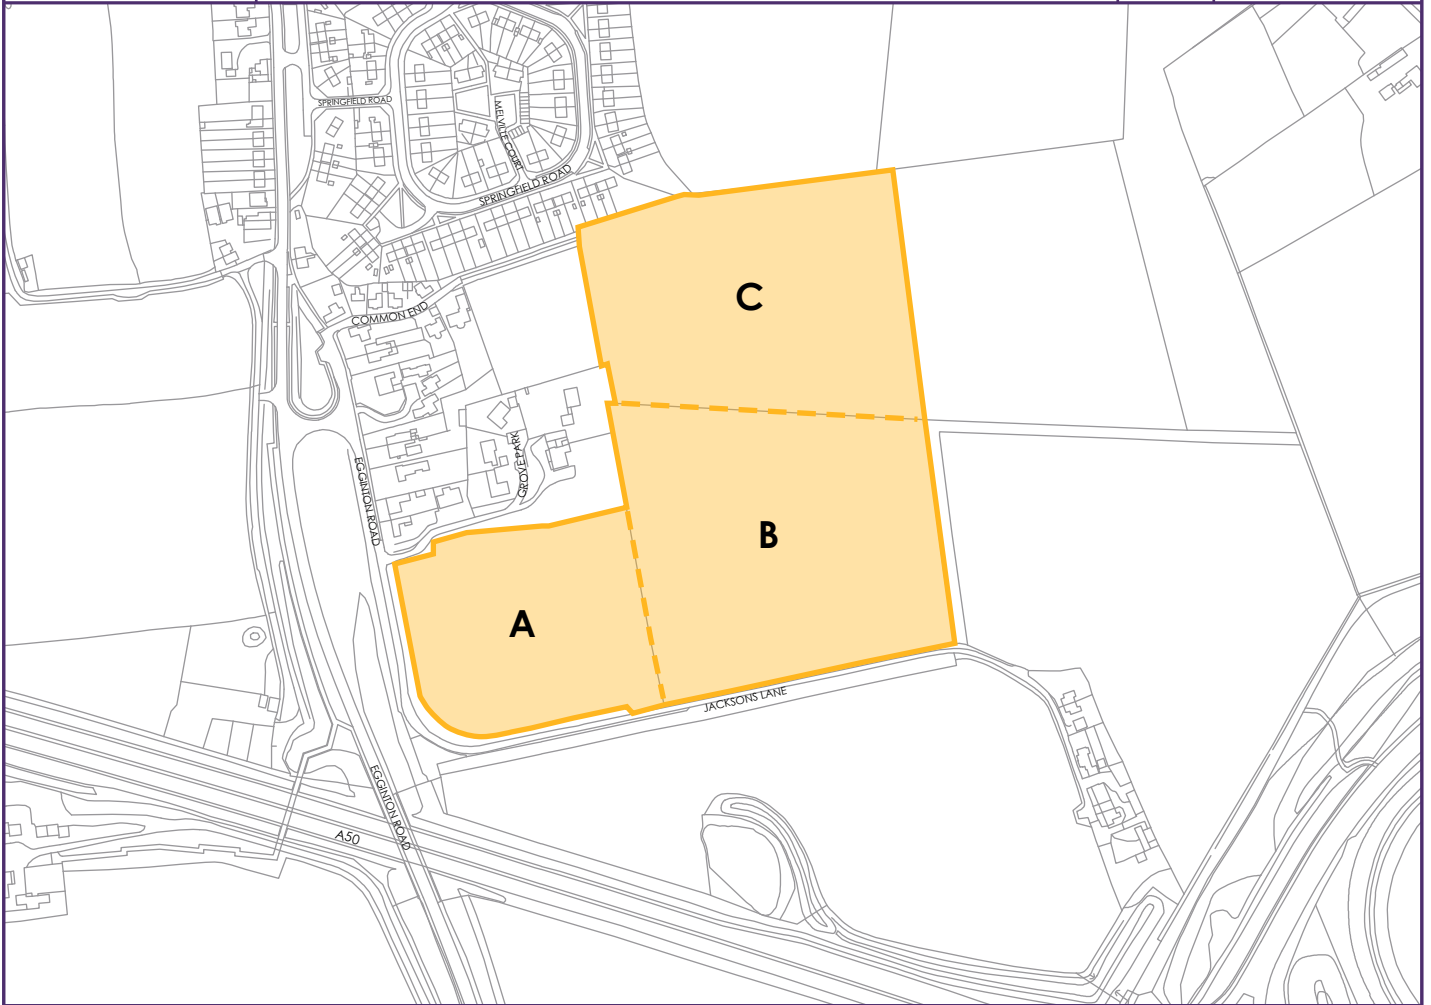 SPRINGFIELD ROAD
MELVILLE COURT
SPRINGFIELD ROAD
C
COMMON END
GROVE PARK
EGGINTON ROAD
B
A
JACKSONS LANE
EGGINTON ROAD
A50